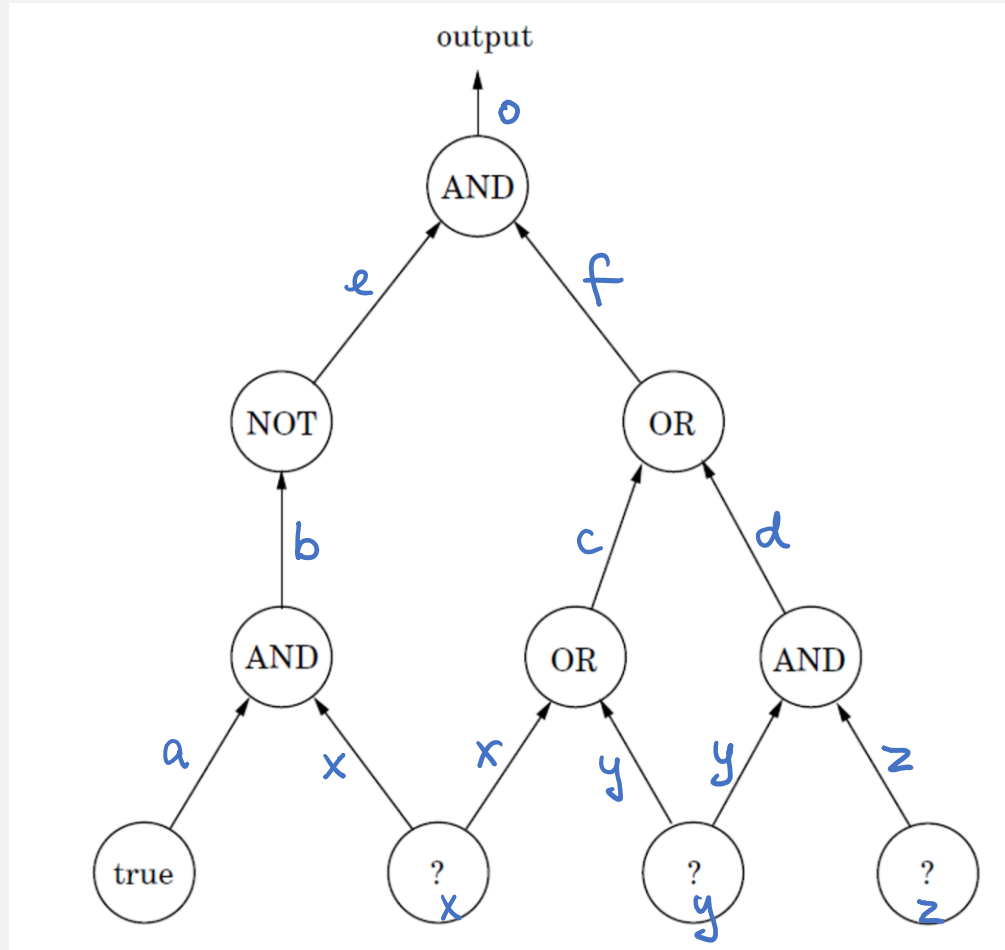 output
o
AND
e f
NOT OR
b c d
AND OR AND
a x x y y z
true ? ? ?
x y z